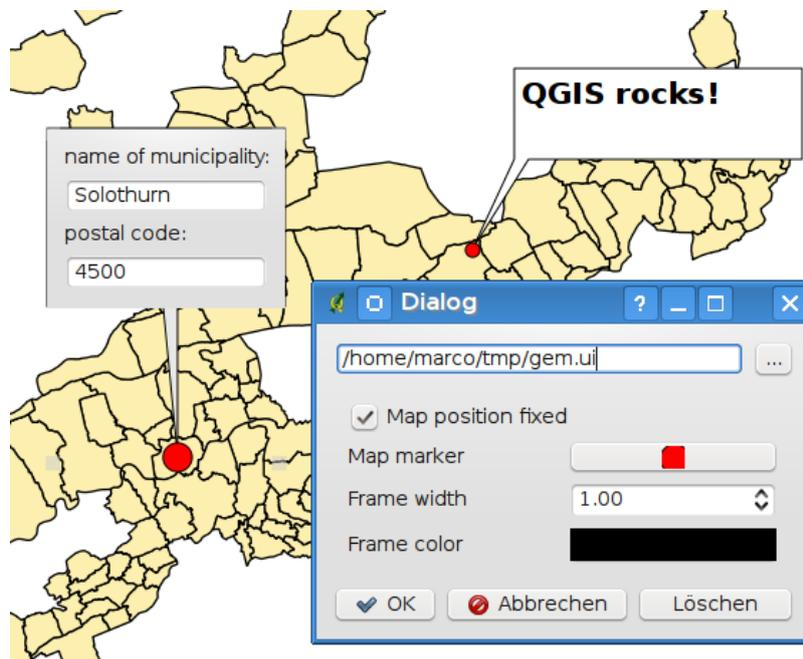 QGIS rocks!
name of municipality:
Solothurn
postal code:
4500
Dialog
/home/marco/tmp/gem.ui
...
Map position fixed
Map marker
Frame width
1.00
Frame color
OK
Abbrechen
Löschen